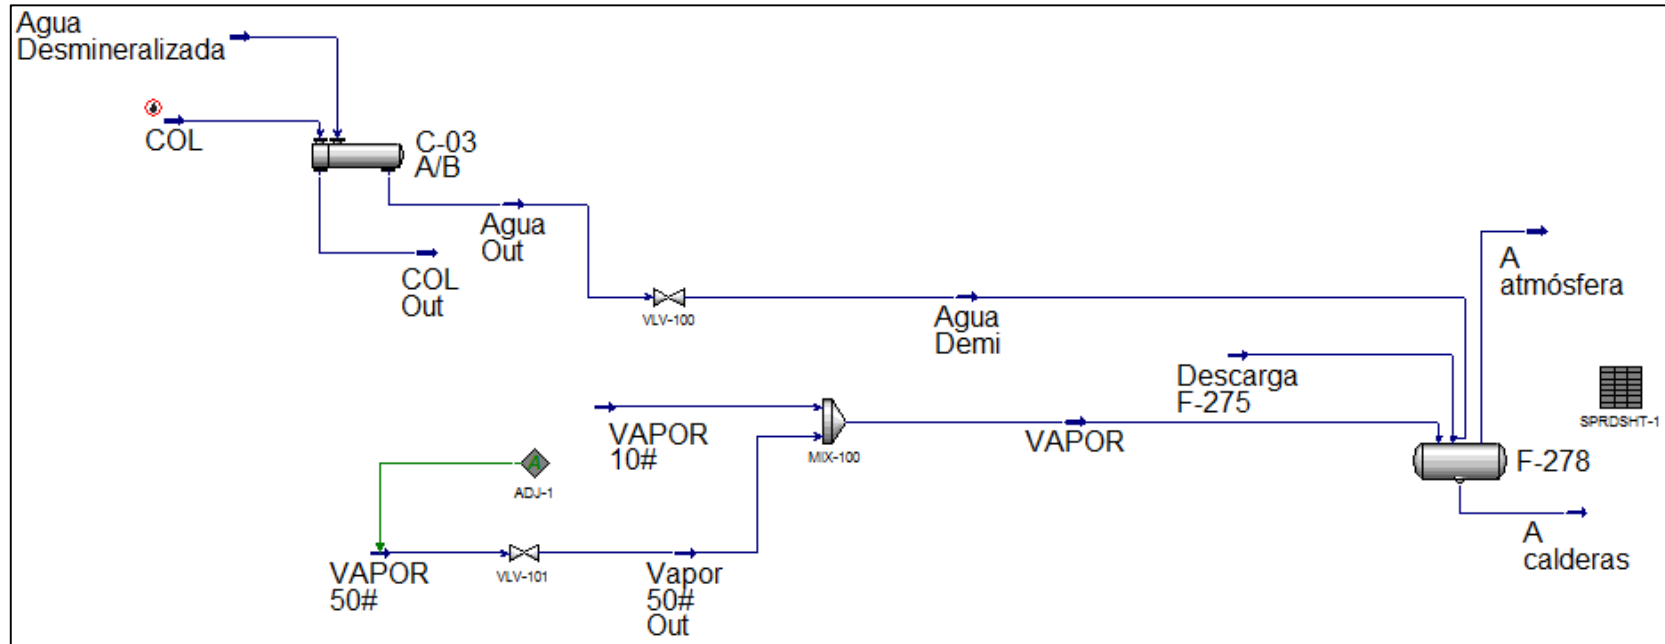 Agua
Desmineralizada
COL
C-03
A/B
Agua
Out
COL
Out
VLV-100
Agua
Demi
A
atmósfera
Descarga
F-275
SPRDSHT-1
VAPOR
10#
MIX-100
VAPOR
F-278
A
ADJ-1
A
calderas
VAPOR
50#
VLV-101
Vapor
50#
Out